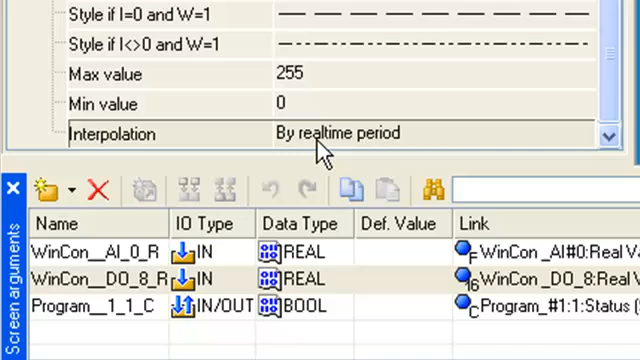 Style if I=0 and W=1
Style if I<>0 and W=1
Max value 255
Min value 0
Interpolation By realtime period
Screen arguments
Name IO Type Data Type Def. Value Link
WinCon__AI_0_R IN REAL F WinCon _AI#0:Real Va
WinCon__DO_8_R IN REAL 16 WinCon _DO_8:Real V
Program__1_1_C IN/OUT BOOL C Program_#1:1:Status (